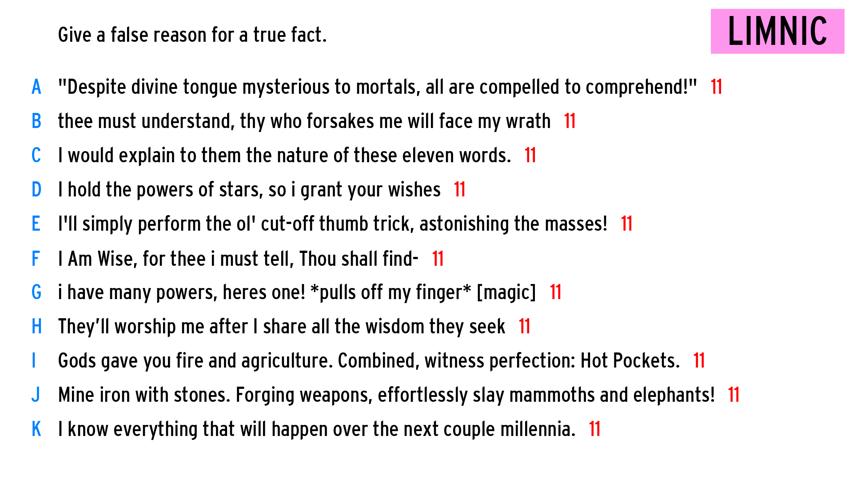 Give a false reason for a true fact.
LIMNIC
A "Despite divine tongue mysterious to mortals, all are compelled to comprehend!" 11
B thee must understand, thy who forsakes me will face my wrath 11
C I would explain to them the nature of these eleven words. 11
D I hold the powers of stars, so i grant your wishes 11
E I'll simply perform the ol' cut-off thumb trick, astonishing the masses! 11
F I Am Wise, for thee i must tell, Thou shall find- 11
G i have many powers, heres one! *pulls off my finger* [magic] 11
H They’ll worship me after I share all the wisdom they seek 11
I Gods gave you fire and agriculture. Combined, witness perfection: Hot Pockets. 11
J Mine iron with stones. Forging weapons, effortlessly slay mammoths and elephants! 11
K I know everything that will happen over the next couple millennia. 11